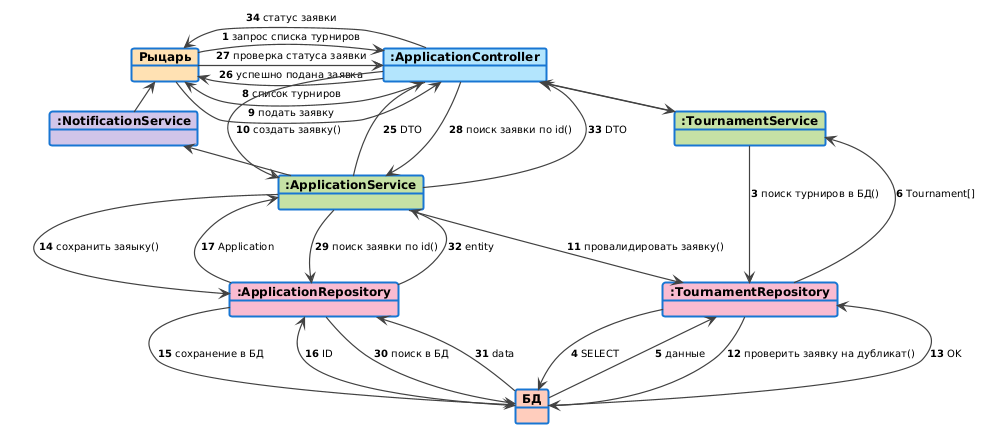 34 статус заявки
1 запрос списка турниров
Рыцарь
27 проверка статуса заявки
:ApplicationController
26 успешно подана заявка
8 список турниров
9 подать заявку
:NotificationService
10 создать заявку()
25 DTO
28 поиск заявки по id()
33 DTO
:TournamentService
:ApplicationService
3 поиск турниров в БД()
6 Tournament[]
14 сохранить заяыку()
17 Application
29 поиск заявки по id()
32 entity
11 провалидировать заявку()
:ApplicationRepository
:TournamentRepository
15 сохранение в БД
16 ID
30 поиск в БД
31 data
4 SELECT
5 данные
12 проверить заявку на дубликат()
13 OK
БД